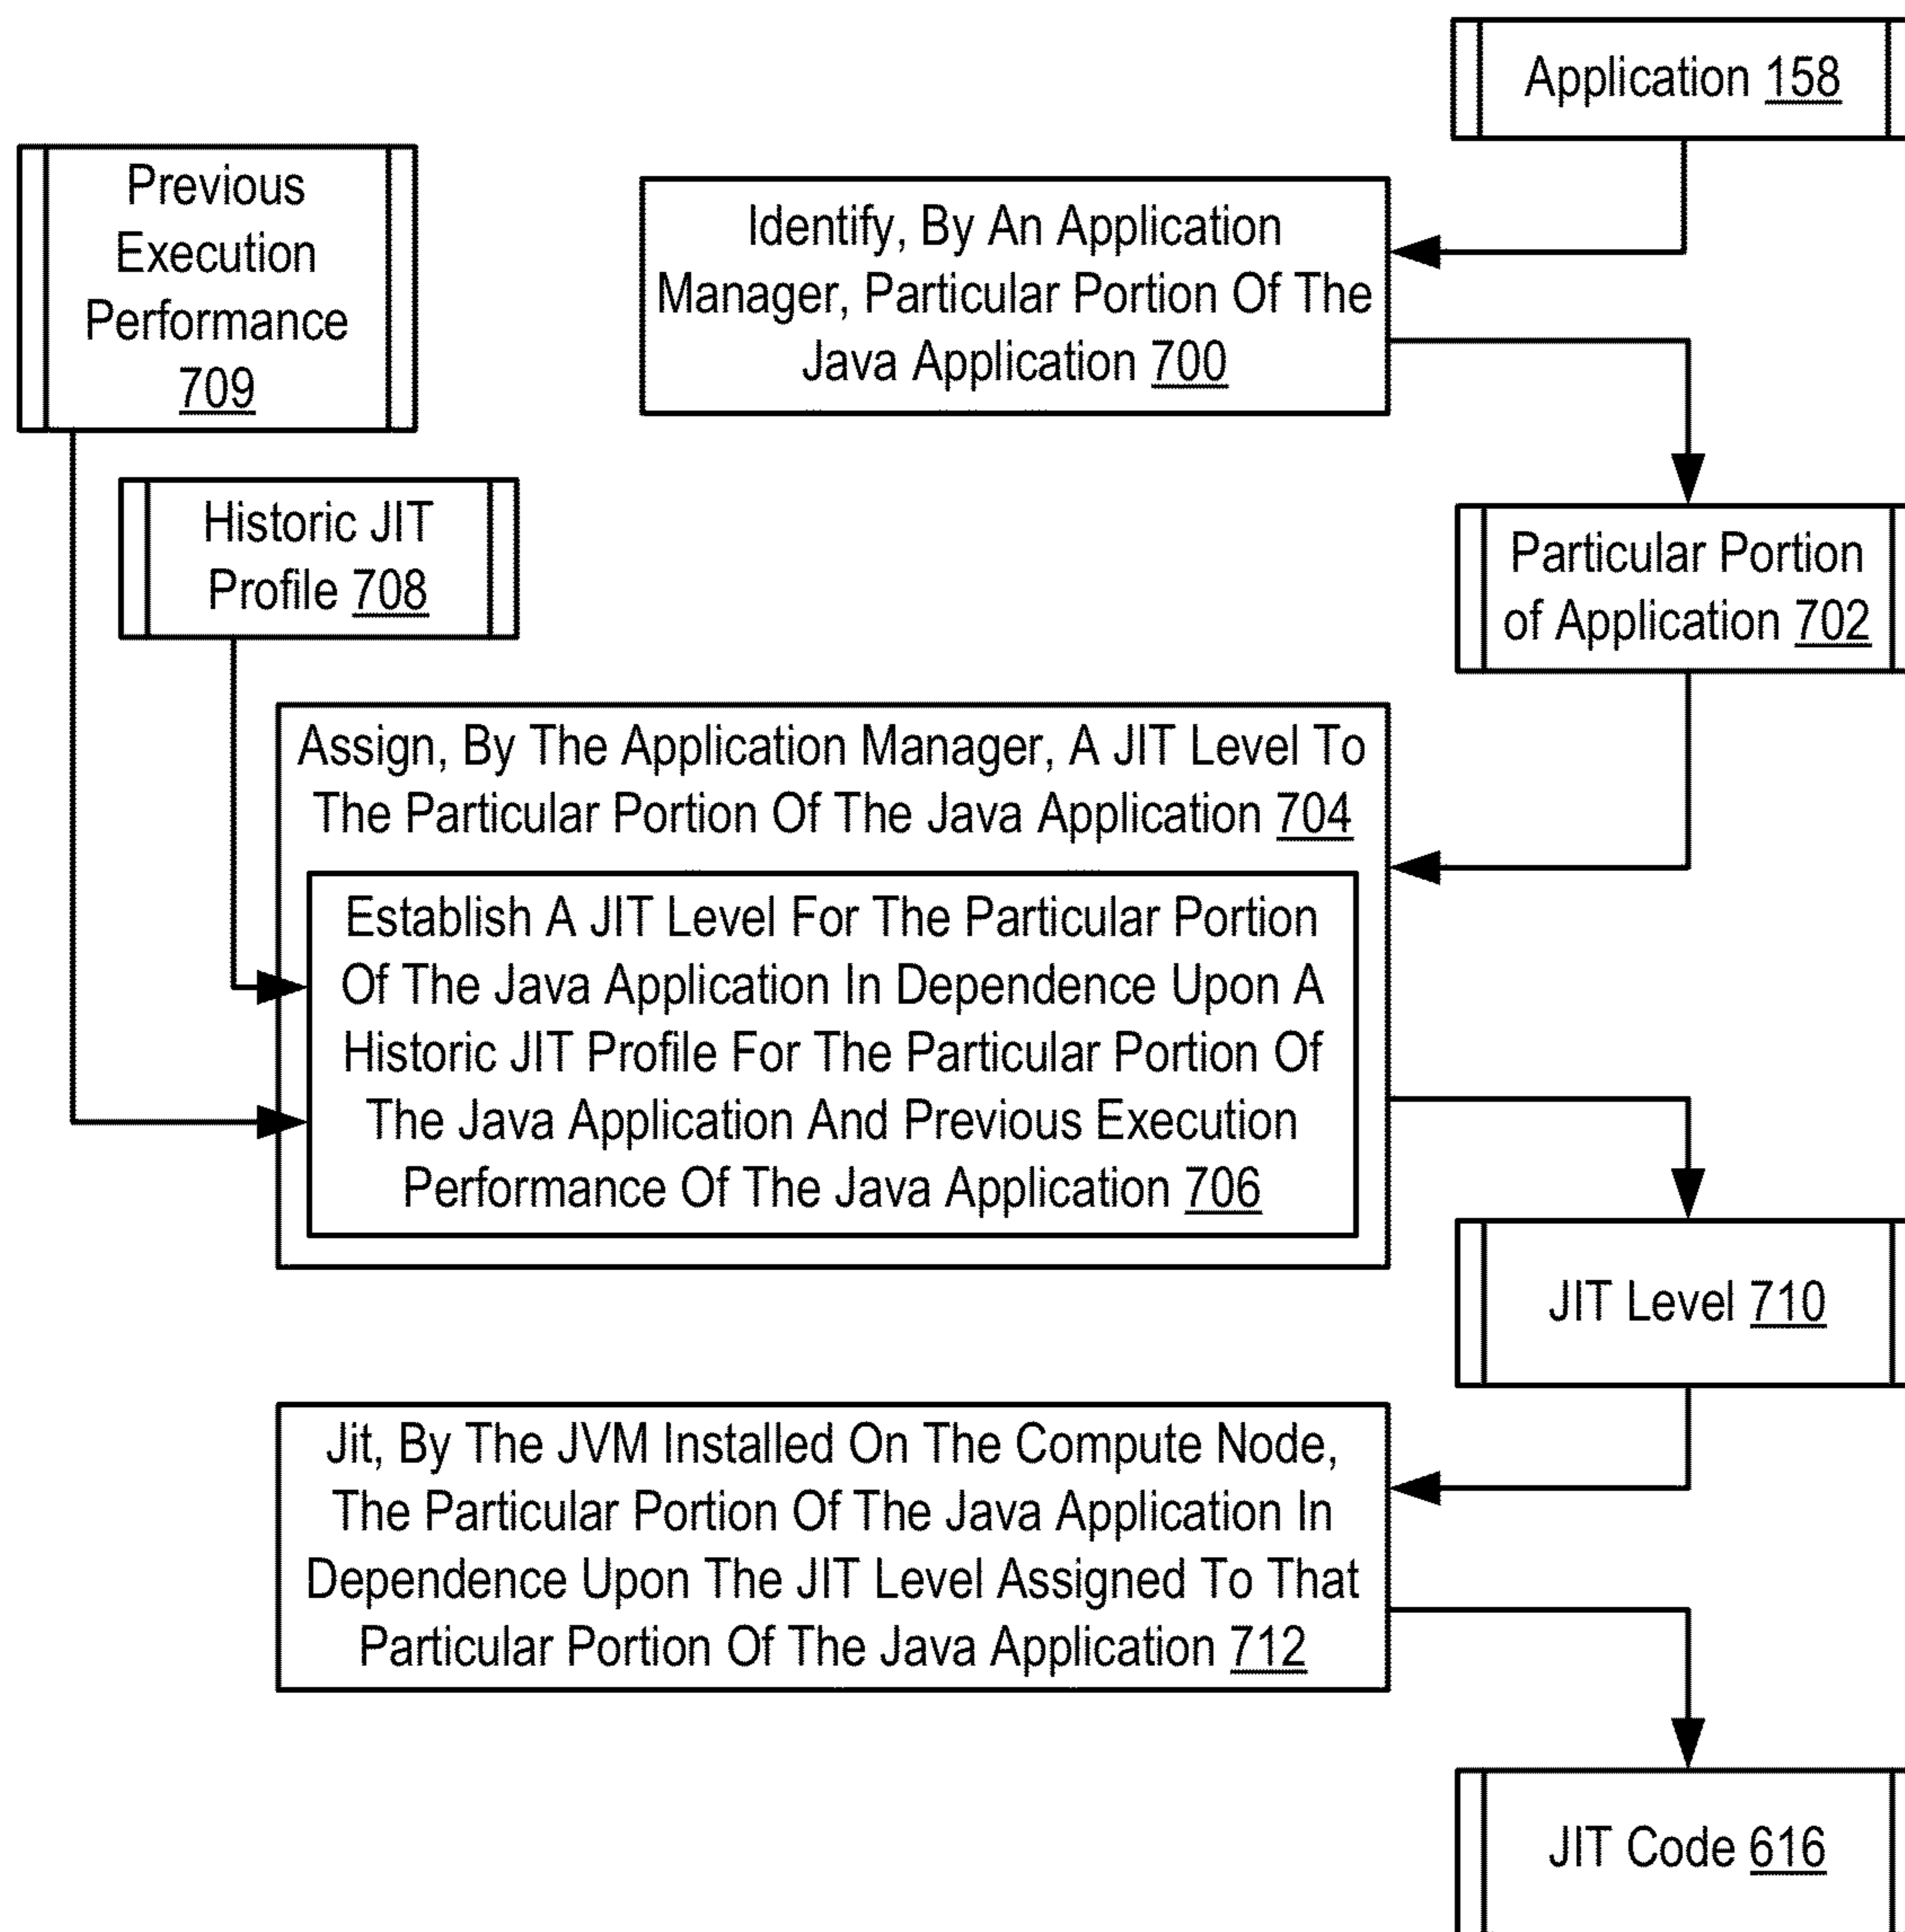 Application 158
Previous
Execution
Performance
709
Identify, By An Application
Manager, Particular Portion Of The
Java Application 700
Historic JIT
Profile 708
Particular Portion
of Application 702
Assign, By The Application Manager, A JIT Level To
The Particular Portion Of The Java Application 704
Establish A JIT Level For The Particular Portion
Of The Java Application In Dependence Upon A
Historic JIT Profile For The Particular Portion Of
The Java Application And Previous Execution
Performance Of The Java Application 706
JIT Level 710
Jit, By The JVM Installed On The Compute Node,
The Particular Portion Of The Java Application In
Dependence Upon The JIT Level Assigned To That
Particular Portion Of The Java Application 712
JIT Code 616